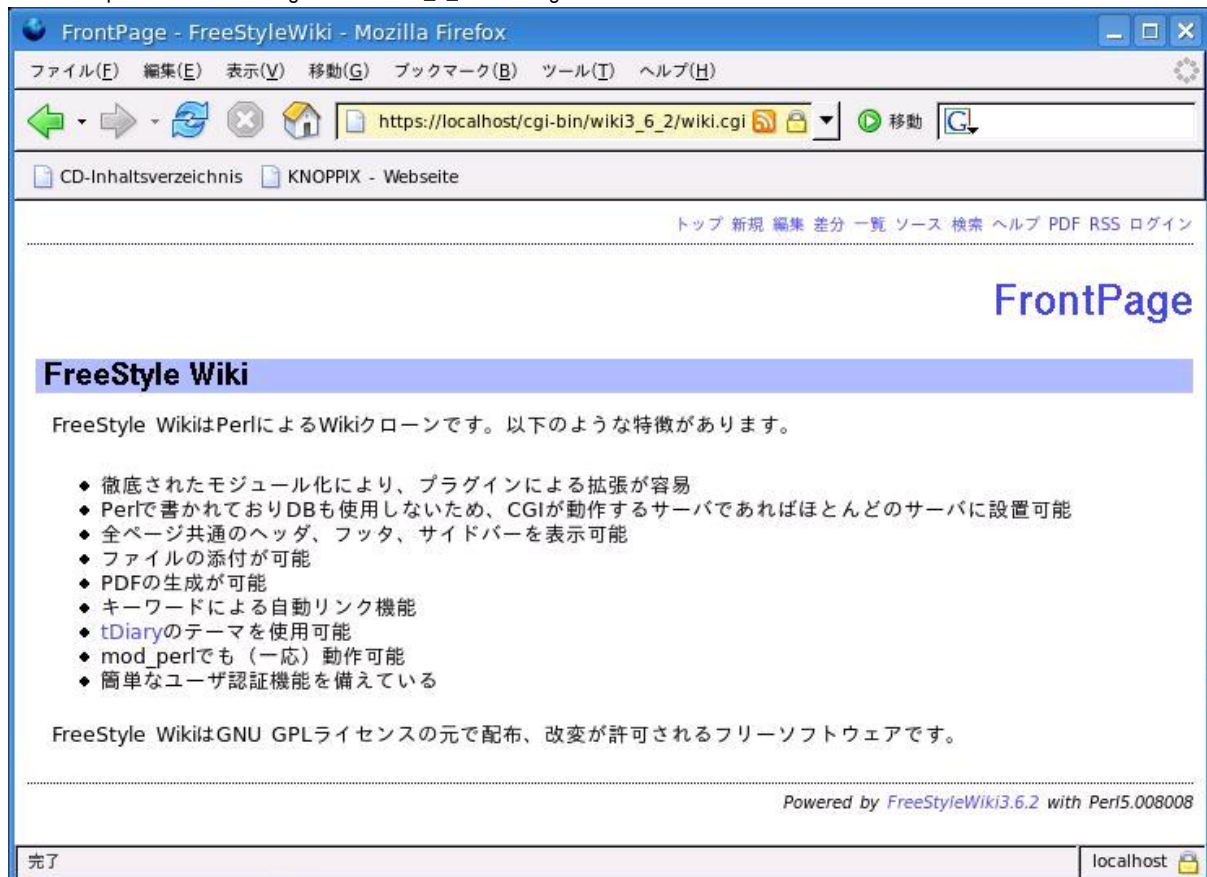 FrontPage - FreeStyleWiki - Mozilla Firefox
ファイル(F) 編集(E) 表示(V) 移動(G) ブックマーク(B) ツール(T) ヘルプ(H)
https://localhost/cgi-bin/wiki3_6_2/wiki.cgi 移動
CD-Inhaltsverzeichnis KNOPPIX - Webseite
トップ 新規 編集 差分 一覧 ソース 検索 ヘルプ PDF RSS ログイン
FrontPage
FreeStyle Wiki
FreeStyle WikiはPerlによるWikiクローンです。以下のような特徴があります。
◆ 徹底されたモジュール化により、プラグインによる拡張が容易
◆ Perlで書かれておりDBも使用しないため、CGIが動作するサーバであればほとんどのサーバに設置可能
◆ 全ページ共通のヘッダ、フッタ、サイドバーを表示可能
◆ ファイルの添付が可能
◆ PDFの生成が可能
◆ キーワードによる自動リンク機能
◆ tDiaryのテーマを使用可能
◆ mod_perlでも（一応）動作可能
◆ 簡単なユーザ認証機能を備えている
FreeStyle WikiはGNU GPLライセンスの元で配布、改変が許可されるフリーソフトウェアです。
Powered by FreeStyleWiki3.6.2 with Perl5.008008
完了 localhost